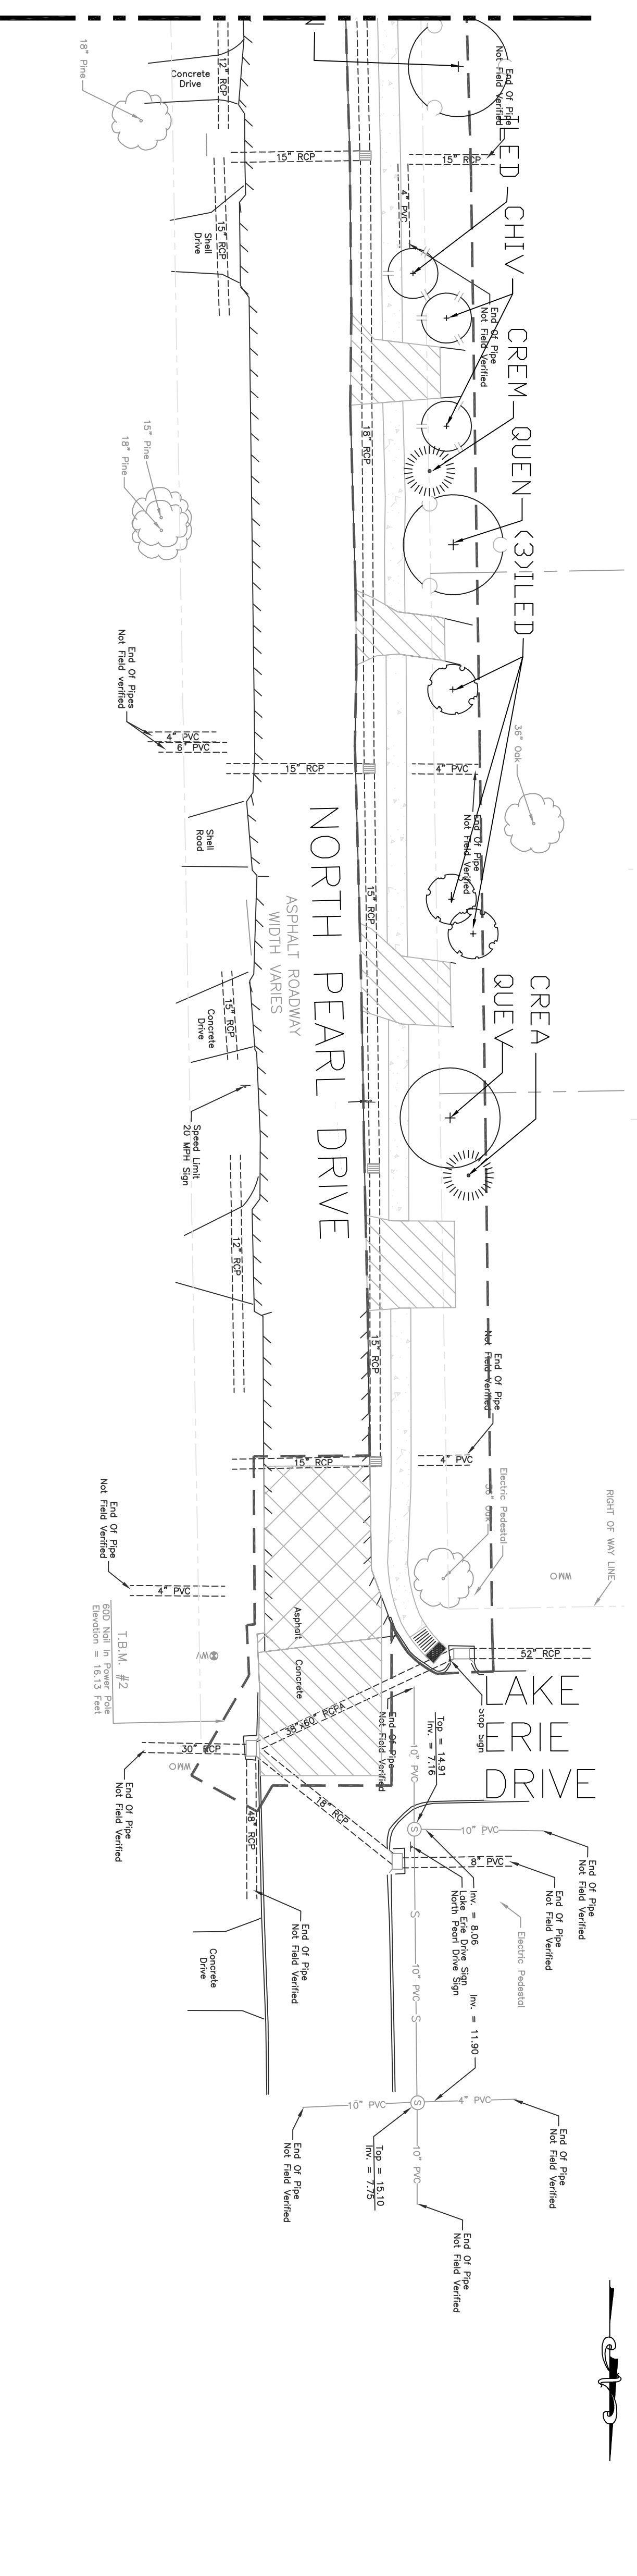 18" Pine
Concrete
Drive
12" RCP
N
End Of Pipe
Not Field Verified
ILED
15" RCP
15" RCP
4" PVC
CHIV
Shell
Drive
15" RCP
End Of Pipe
Not Field Verified
CREM
QUEN
(3)ILED
18" RCP
15" Pine
18" Pine
End Of Pipes
Not Field verified
4" PVC
6" PVC
15" RCP
4" PVC
36" Oak
End Of Pipe
Not Field Verified
Shell
Road
NORTH PEARL DRIVE
ASPHALT ROADWAY
WIDTH VARIES
15" RCP
CREA
QUEV
Concrete
Drive
15" RCP
Speed Limit
20 MPH Sign
12" RCP
15" RCP
End Of Pipe
Not Field Verified
15" RCP
4" PVC
Electric Pedestal
36" Oak
RIGHT OF WAY LINE
WM
End Of Pipe
Not Field Verified
4" PVC
T.B.M. #2
60D Nail In Power Pole
Elevation = 16.13 Feet
WV
Asphalt
Concrete
52" RCP
LAKE
ERIE
DRIVE
Stop Sign
38"x60" RCPA
End Of Pipe
Not Field Verified
Top = 14.91
Inv. = 7.16
10" PVC
30" RCP
WM
End Of Pipe
Not Field Verified
48" RCP
18" RCP
S
10" PVC
End Of Pipe
Not Field Verified
8" PVC
End Of Pipe
Not Field Verified
Inv. = 8.06
Lake Erie Drive Sign
North Pearl Drive Sign
Electric Pedestal
End Of Pipe
Not Field Verified
Concrete
Drive
S
10" PVC
S
Inv. = 11.90
10" PVC
S
4" PVC
End Of Pipe
Not Field Verified
Top = 15.10
Inv. = 7.75
10" PVC
End Of Pipe
Not Field Verified
End Of Pipe
Not Field Verified